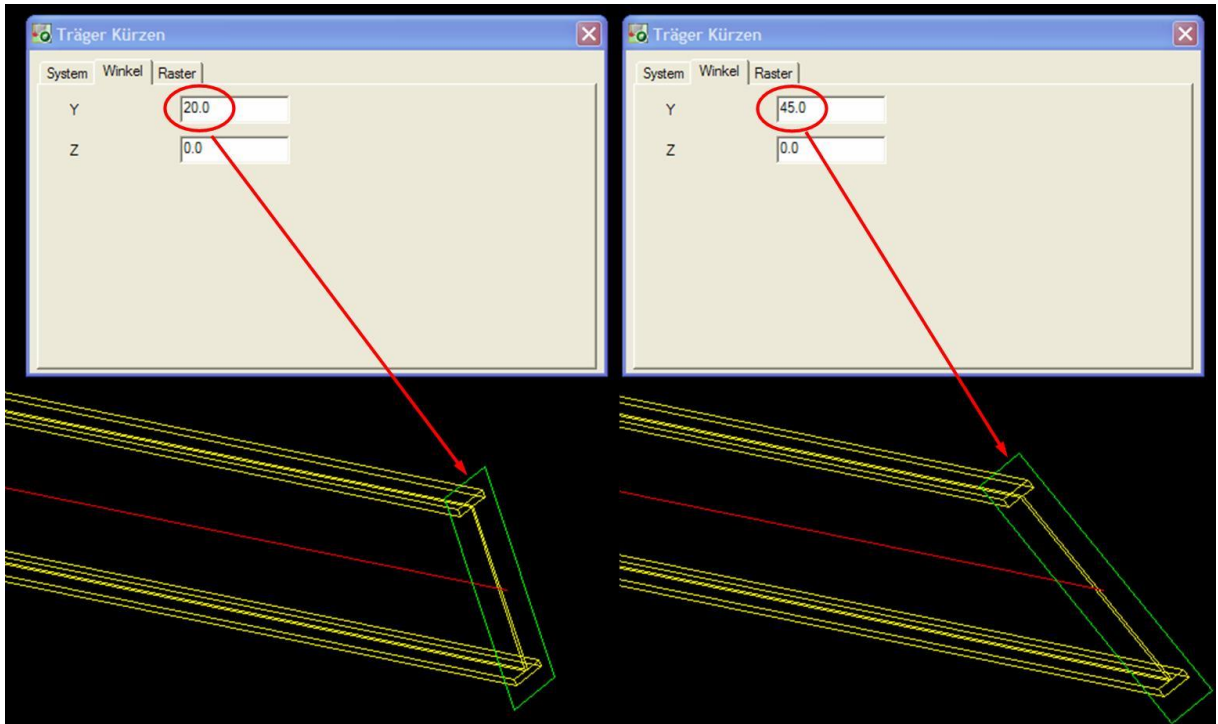 Träger Kürzen
System Winkel Raster
Y 20.0
Z 0.0
Träger Kürzen
System Winkel Raster
Y 45.0
Z 0.0